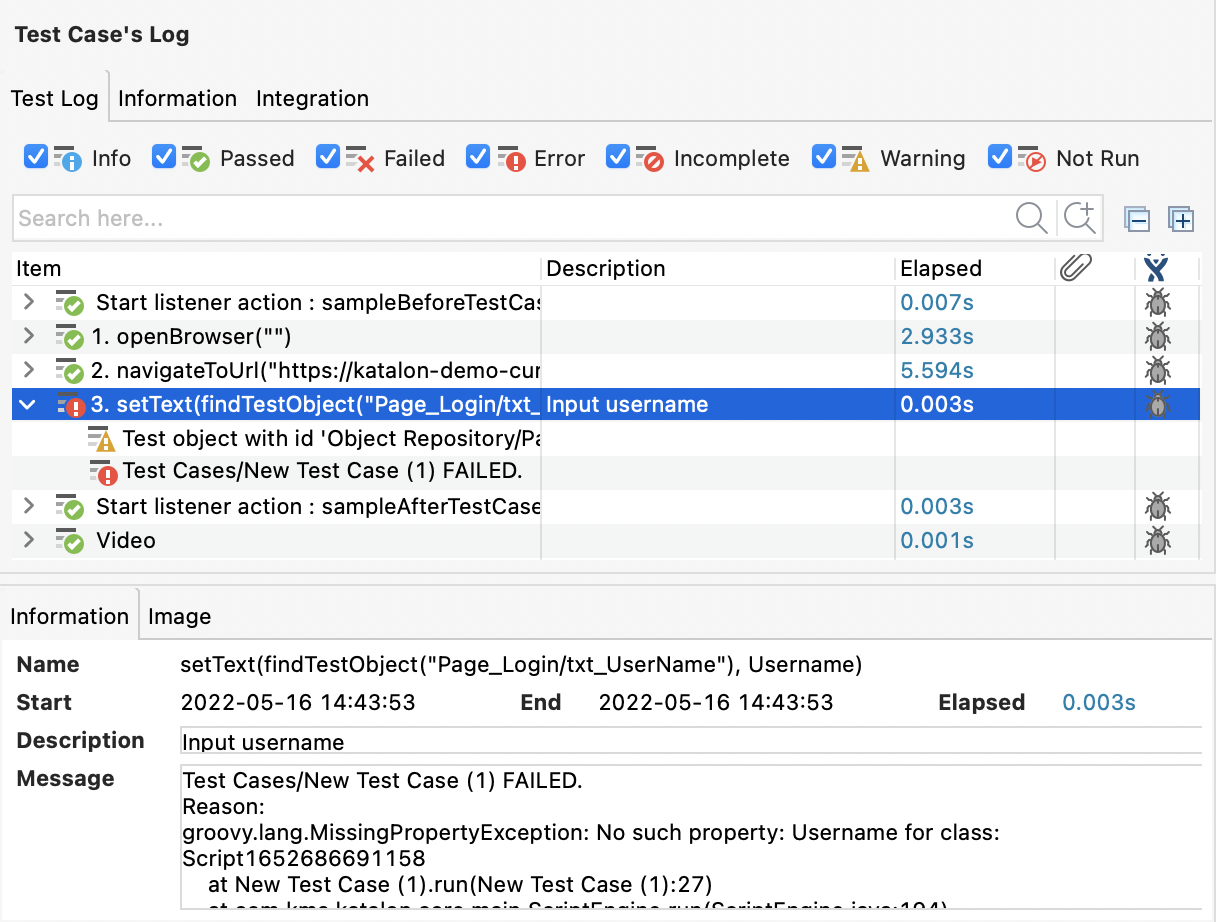 Test Case's Log
Test Log Information Integration
Info Passed Failed Error Incomplete Warning Not Run
Search here...
Item Description Elapsed
Start listener action : sampleBeforeTestCas 0.007s
1. openBrowser("") 2.933s
2. navigateToUrl("https://katalon-demo-cur 5.594s
3. setText(findTestObject("Page_Login/txt_ Input username 0.003s
Test object with id 'Object Repository/Pa
Test Cases/New Test Case (1) FAILED.
Start listener action : sampleAfterTestCase 0.003s
Video 0.001s
Information Image
Name setText(findTestObject("Page_Login/txt_UserName"), Username)
Start 2022-05-16 14:43:53 End 2022-05-16 14:43:53 Elapsed 0.003s
Description Input username
Message Test Cases/New Test Case (1) FAILED.
Reason:
groovy.lang.MissingPropertyException: No such property: Username for class:
Script1652686691158
at New Test Case (1).run(New Test Case (1):27)